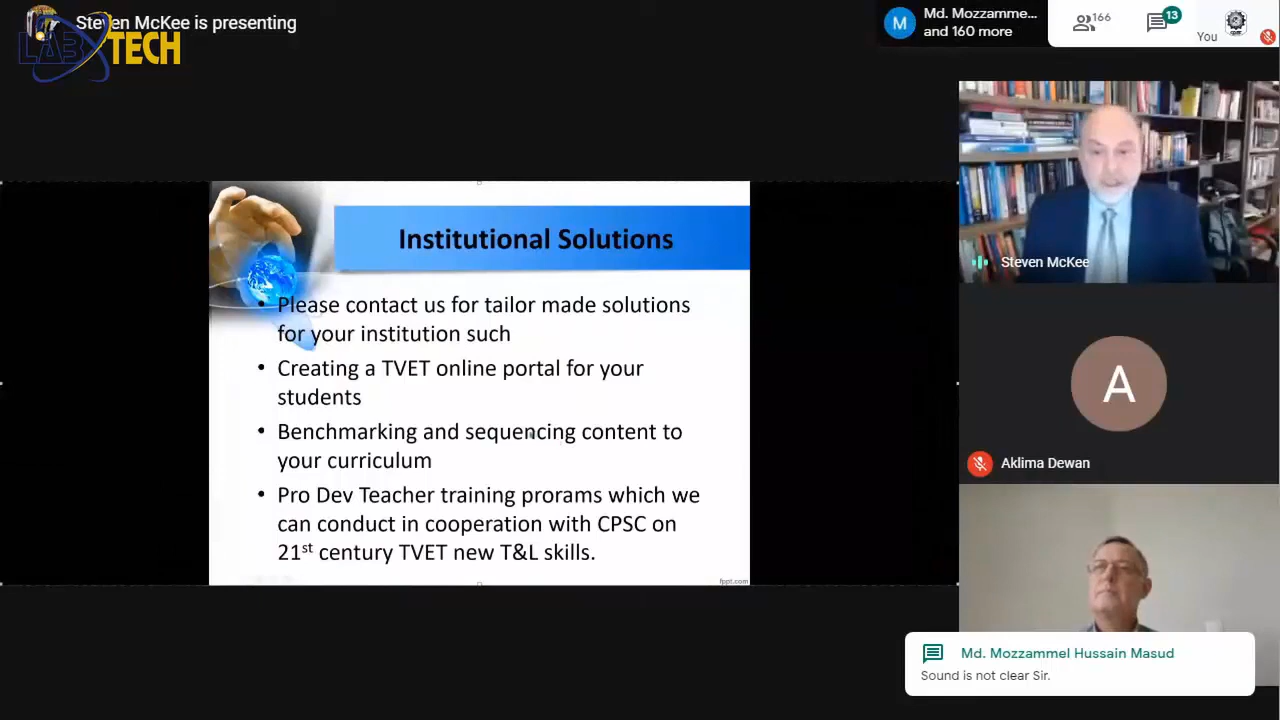 Steven McKee is presenting
LAB TECH
M
Md. Mozzamme...
and 160 more
166
13
You
Institutional Solutions
• Please contact us for tailor made solutions
for your institution such
• Creating a TVET online portal for your
students
• Benchmarking and sequencing content to
your curriculum
• Pro Dev Teacher training prorams which we
can conduct in cooperation with CPSC on
21st century TVET new T&L skills.
fppt.com
Steven McKee
A
Aklima Dewan
Md. Mozzammel Hussain Masud
Sound is not clear Sir.